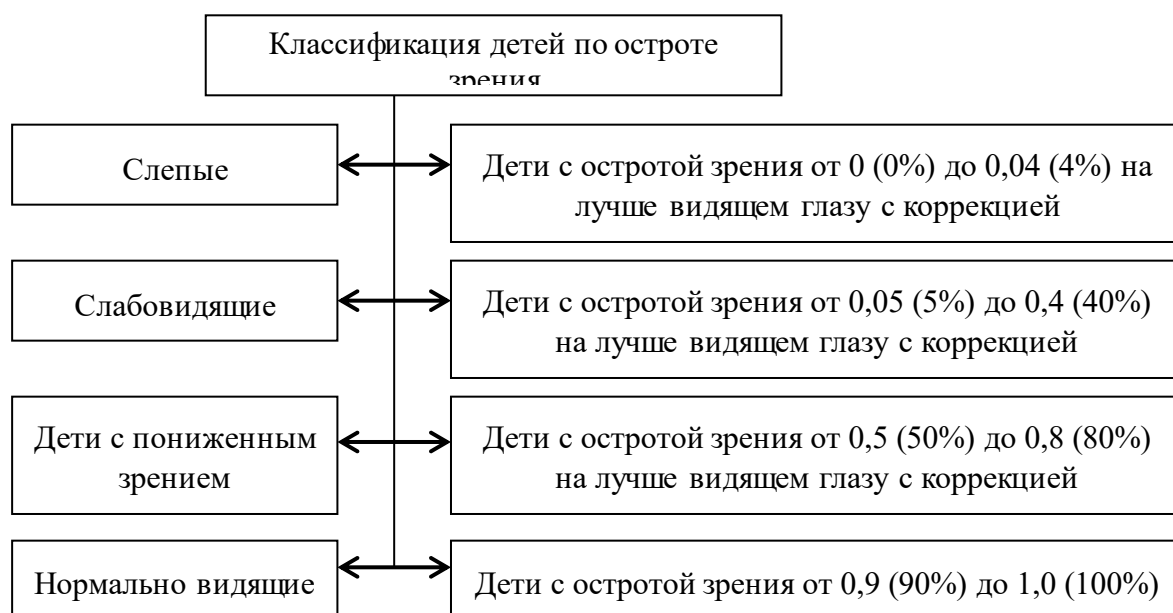 Классификация детей по остроте
зрения
Слепые
Дети с остротой зрения от 0 (0%) до 0,04 (4%) на
лучше видящем глазу с коррекцией
Слабовидящие
Дети с остротой зрения от 0,05 (5%) до 0,4 (40%)
на лучше видящем глазу с коррекцией
Дети с пониженным
зрением
Дети с остротой зрения от 0,5 (50%) до 0,8 (80%)
на лучше видящем глазу с коррекцией
Нормально видящие
Дети с остротой зрения от 0,9 (90%) до 1,0 (100%)